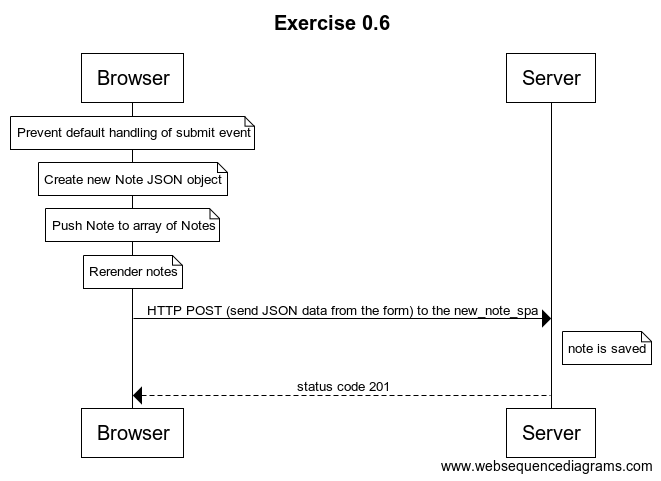 Exercise 0.6
Browser
Server
Prevent default handling of submit event
Create new Note JSON object
Push Note to array of Notes
Rerender notes
HTTP POST (send JSON data from the form) to the new_note_spa
note is saved
status code 201
Browser
Server
www.websequencediagrams.com